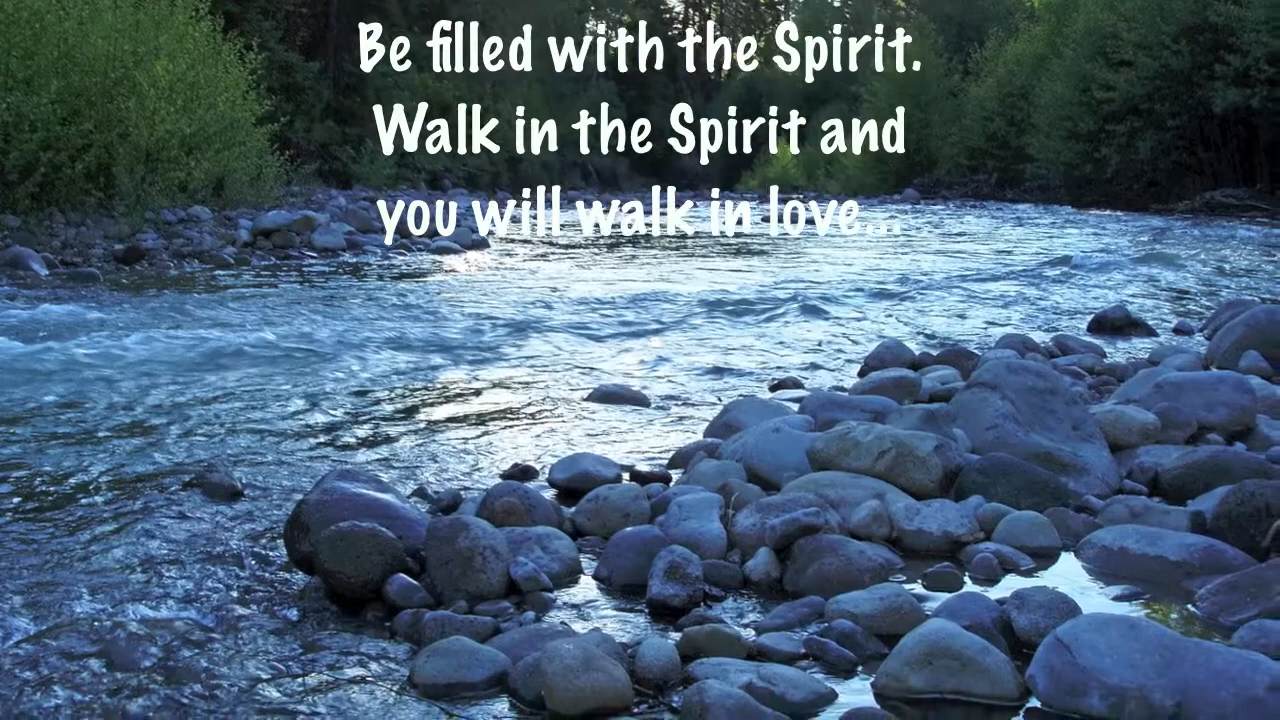 Be filled with the Spirit.
Walk in the Spirit and
you will walk in love...